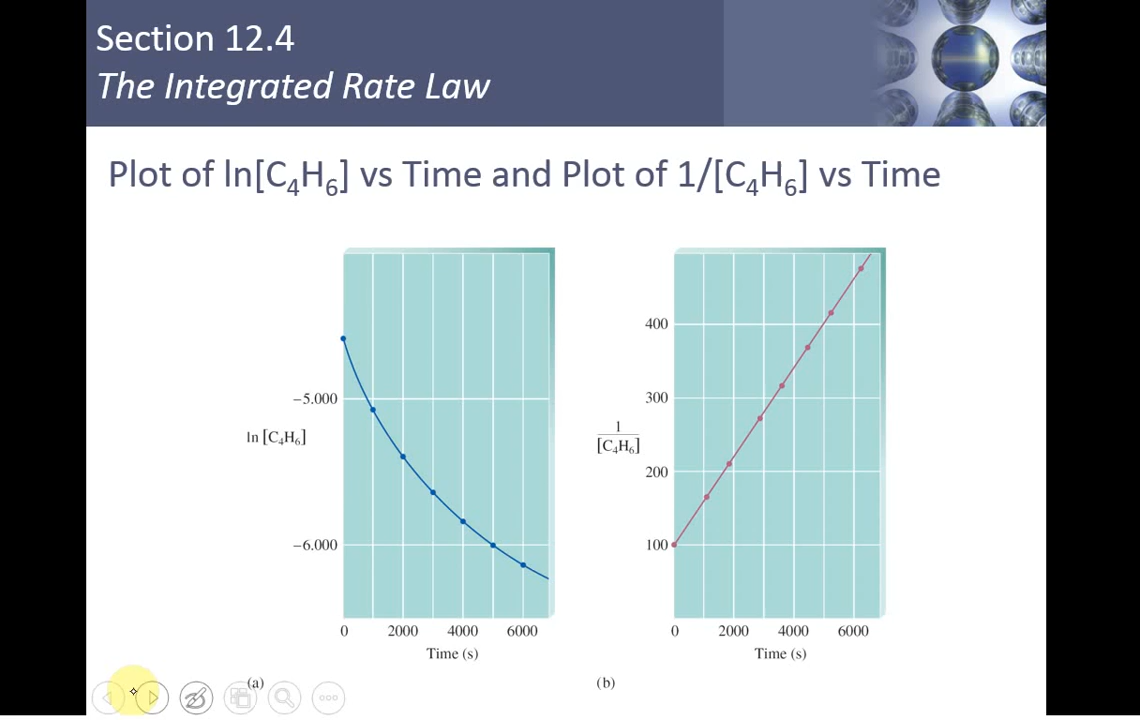 Section 12.4
The Integrated Rate Law
Plot of ln[C₄H₆] vs Time and Plot of 1/[C₄H₆] vs Time
–5.000
ln [C₄H₆]
–6.000
0 2000 4000 6000
Time (s)
(a)
400
300
1
[C₄H₆]
200
100
0 2000 4000 6000
Time (s)
(b)